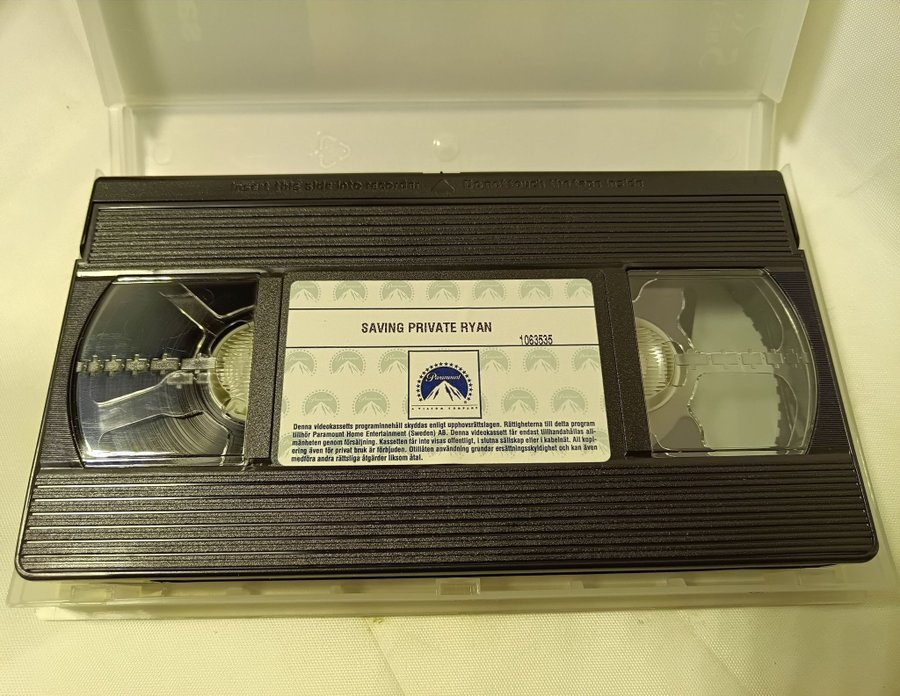 Insert this side into recorder Do not touch the tape inside
SAVING PRIVATE RYAN
1063535
Paramount
A VIACOM COMPANY
Denna videokassetts programinnehåll skyddas enligt upphovsrättslagen. Rättigheterna till detta program
tillhör Paramount Home Entertainment (Sweden) AB. Denna videokassett får endast tillhandahållas all-
mänheten genom försäljning. Kassetten får inte visas offentligt, i slutna sällskap eller i kabelnät. All kopi-
ering även för privat bruk är förbjuden. Otillåten användning grundar ersättningsskyldighet och kan även
medföra andra rättsliga åtgärder liksom åtal.